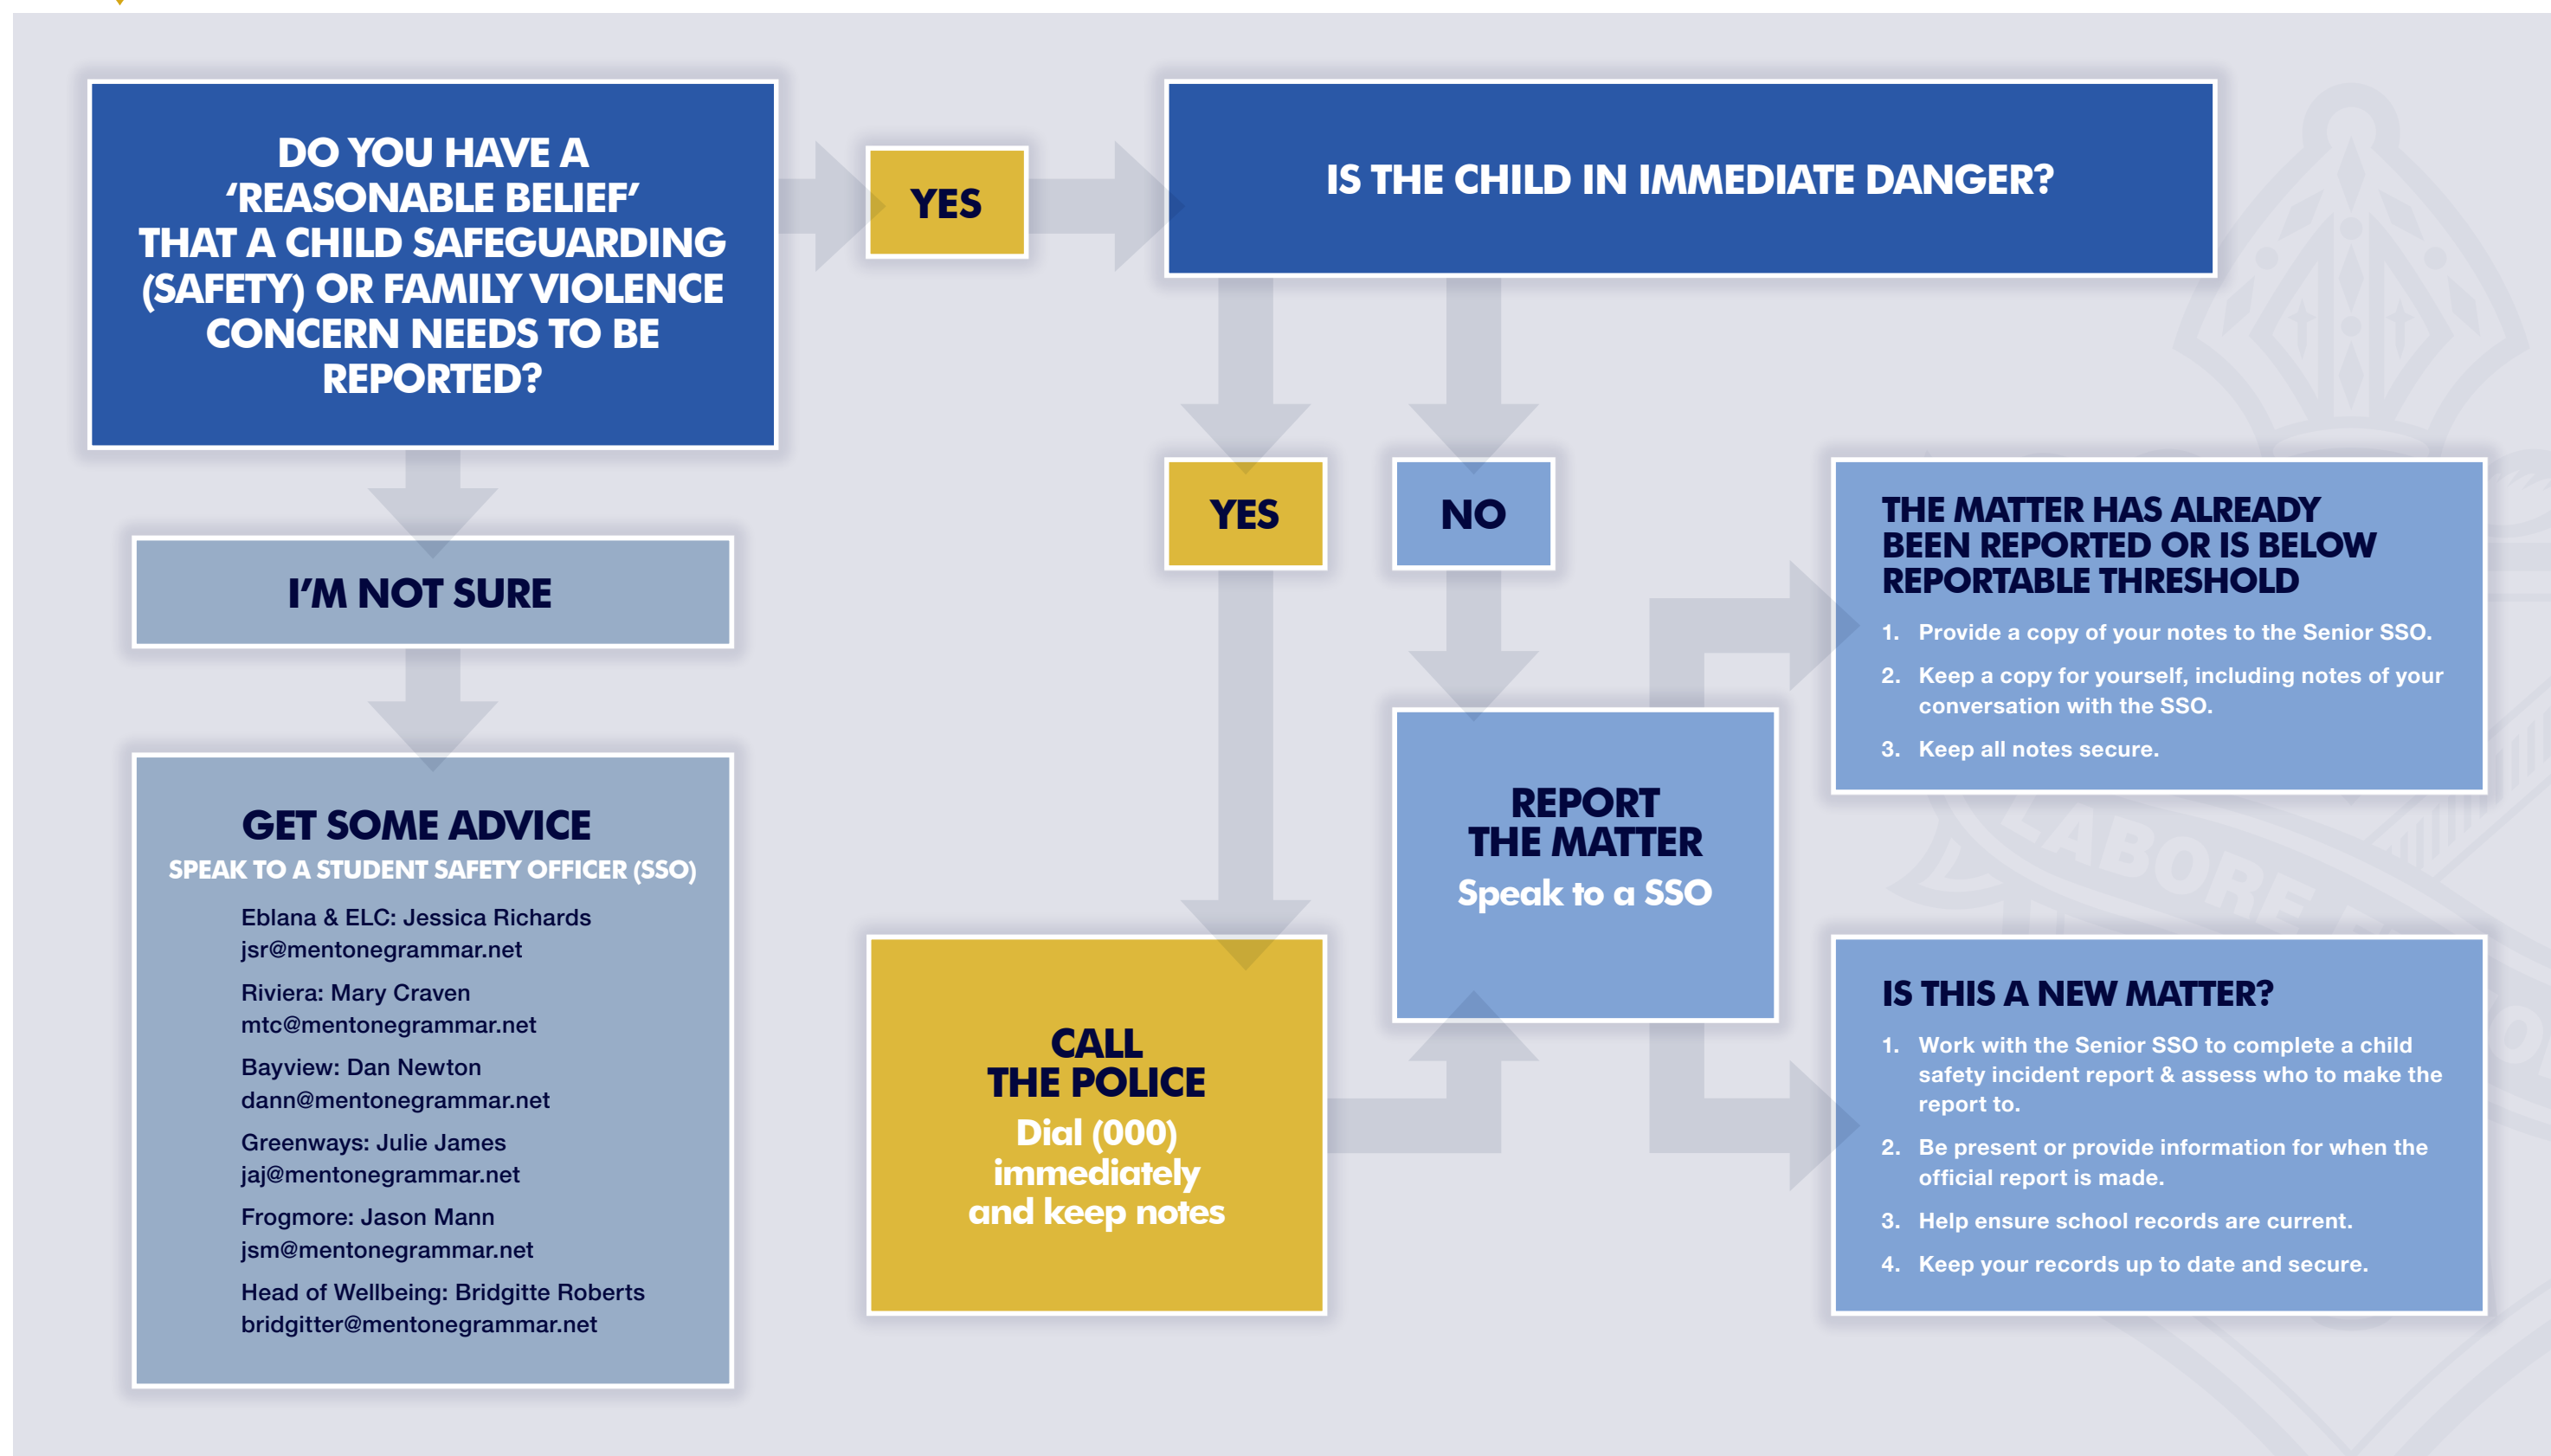 DO YOU HAVE A
‘REASONABLE BELIEF’
THAT A CHILD SAFEGUARDING
(SAFETY) OR FAMILY VIOLENCE
CONCERN NEEDS TO BE
REPORTED?
YES
IS THE CHILD IN IMMEDIATE DANGER?
I’M NOT SURE
GET SOME ADVICE
SPEAK TO A STUDENT SAFETY OFFICER (SSO)
Eblana & ELC: Jessica Richards
jsr@mentonegrammar.net
Riviera: Mary Craven
mtc@mentonegrammar.net
Bayview: Dan Newton
dann@mentonegrammar.net
Greenways: Julie James
jaj@mentonegrammar.net
Frogmore: Jason Mann
jsm@mentonegrammar.net
Head of Wellbeing: Bridgitte Roberts
bridgitter@mentonegrammar.net
YES
NO
CALL
THE POLICE
Dial (000)
immediately
and keep notes
REPORT
THE MATTER
Speak to a SSO
THE MATTER HAS ALREADY
BEEN REPORTED OR IS BELOW
REPORTABLE THRESHOLD
1. Provide a copy of your notes to the Senior SSO.
2. Keep a copy for yourself, including notes of your
conversation with the SSO.
3. Keep all notes secure.
IS THIS A NEW MATTER?
1. Work with the Senior SSO to complete a child
safety incident report & assess who to make the
report to.
2. Be present or provide information for when the
official report is made.
3. Help ensure school records are current.
4. Keep your records up to date and secure.
LABORE